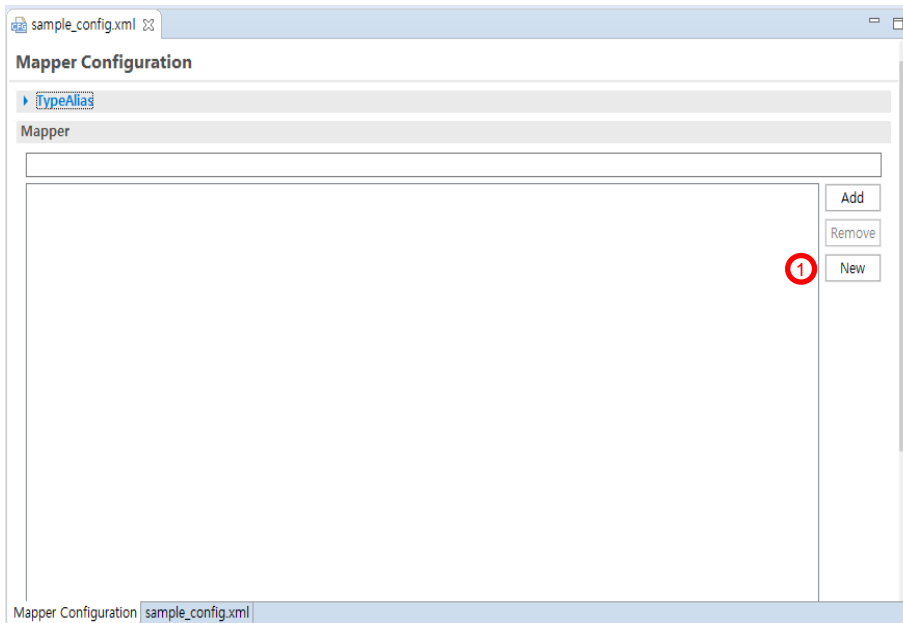 sample_config.xml
Mapper Configuration
TypeAlias
Mapper
Add
Remove
1 New
Mapper Configuration sample_config.xml